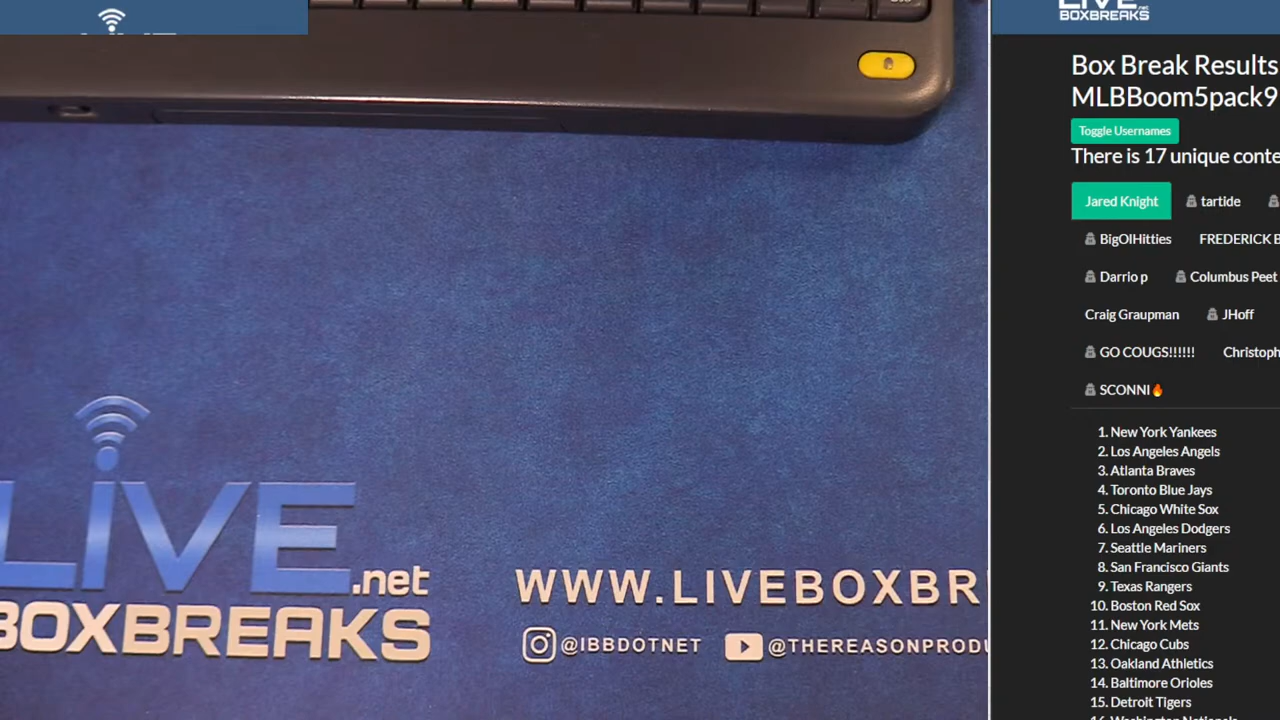 LIVE
.net
BOXBREAKS
WWW.LIVEBOXBR
@IBBDOTNET
@THEREASONPRODU
LIVE.net
BOXBREAKS
Box Break Results
MLBBoom5pack9
Toggle Usernames
There is 17 unique conte
Jared Knight tartide
BigOlHitties FREDERICK B
Darrio p Columbus Peet
Craig Graupman JHoff
GO COUGS!!!!!! Christoph
SCONNI🔥
1. New York Yankees
2. Los Angeles Angels
3. Atlanta Braves
4. Toronto Blue Jays
5. Chicago White Sox
6. Los Angeles Dodgers
7. Seattle Mariners
8. San Francisco Giants
9. Texas Rangers
10. Boston Red Sox
11. New York Mets
12. Chicago Cubs
13. Oakland Athletics
14. Baltimore Orioles
15. Detroit TIgers
16. Washington Nationals